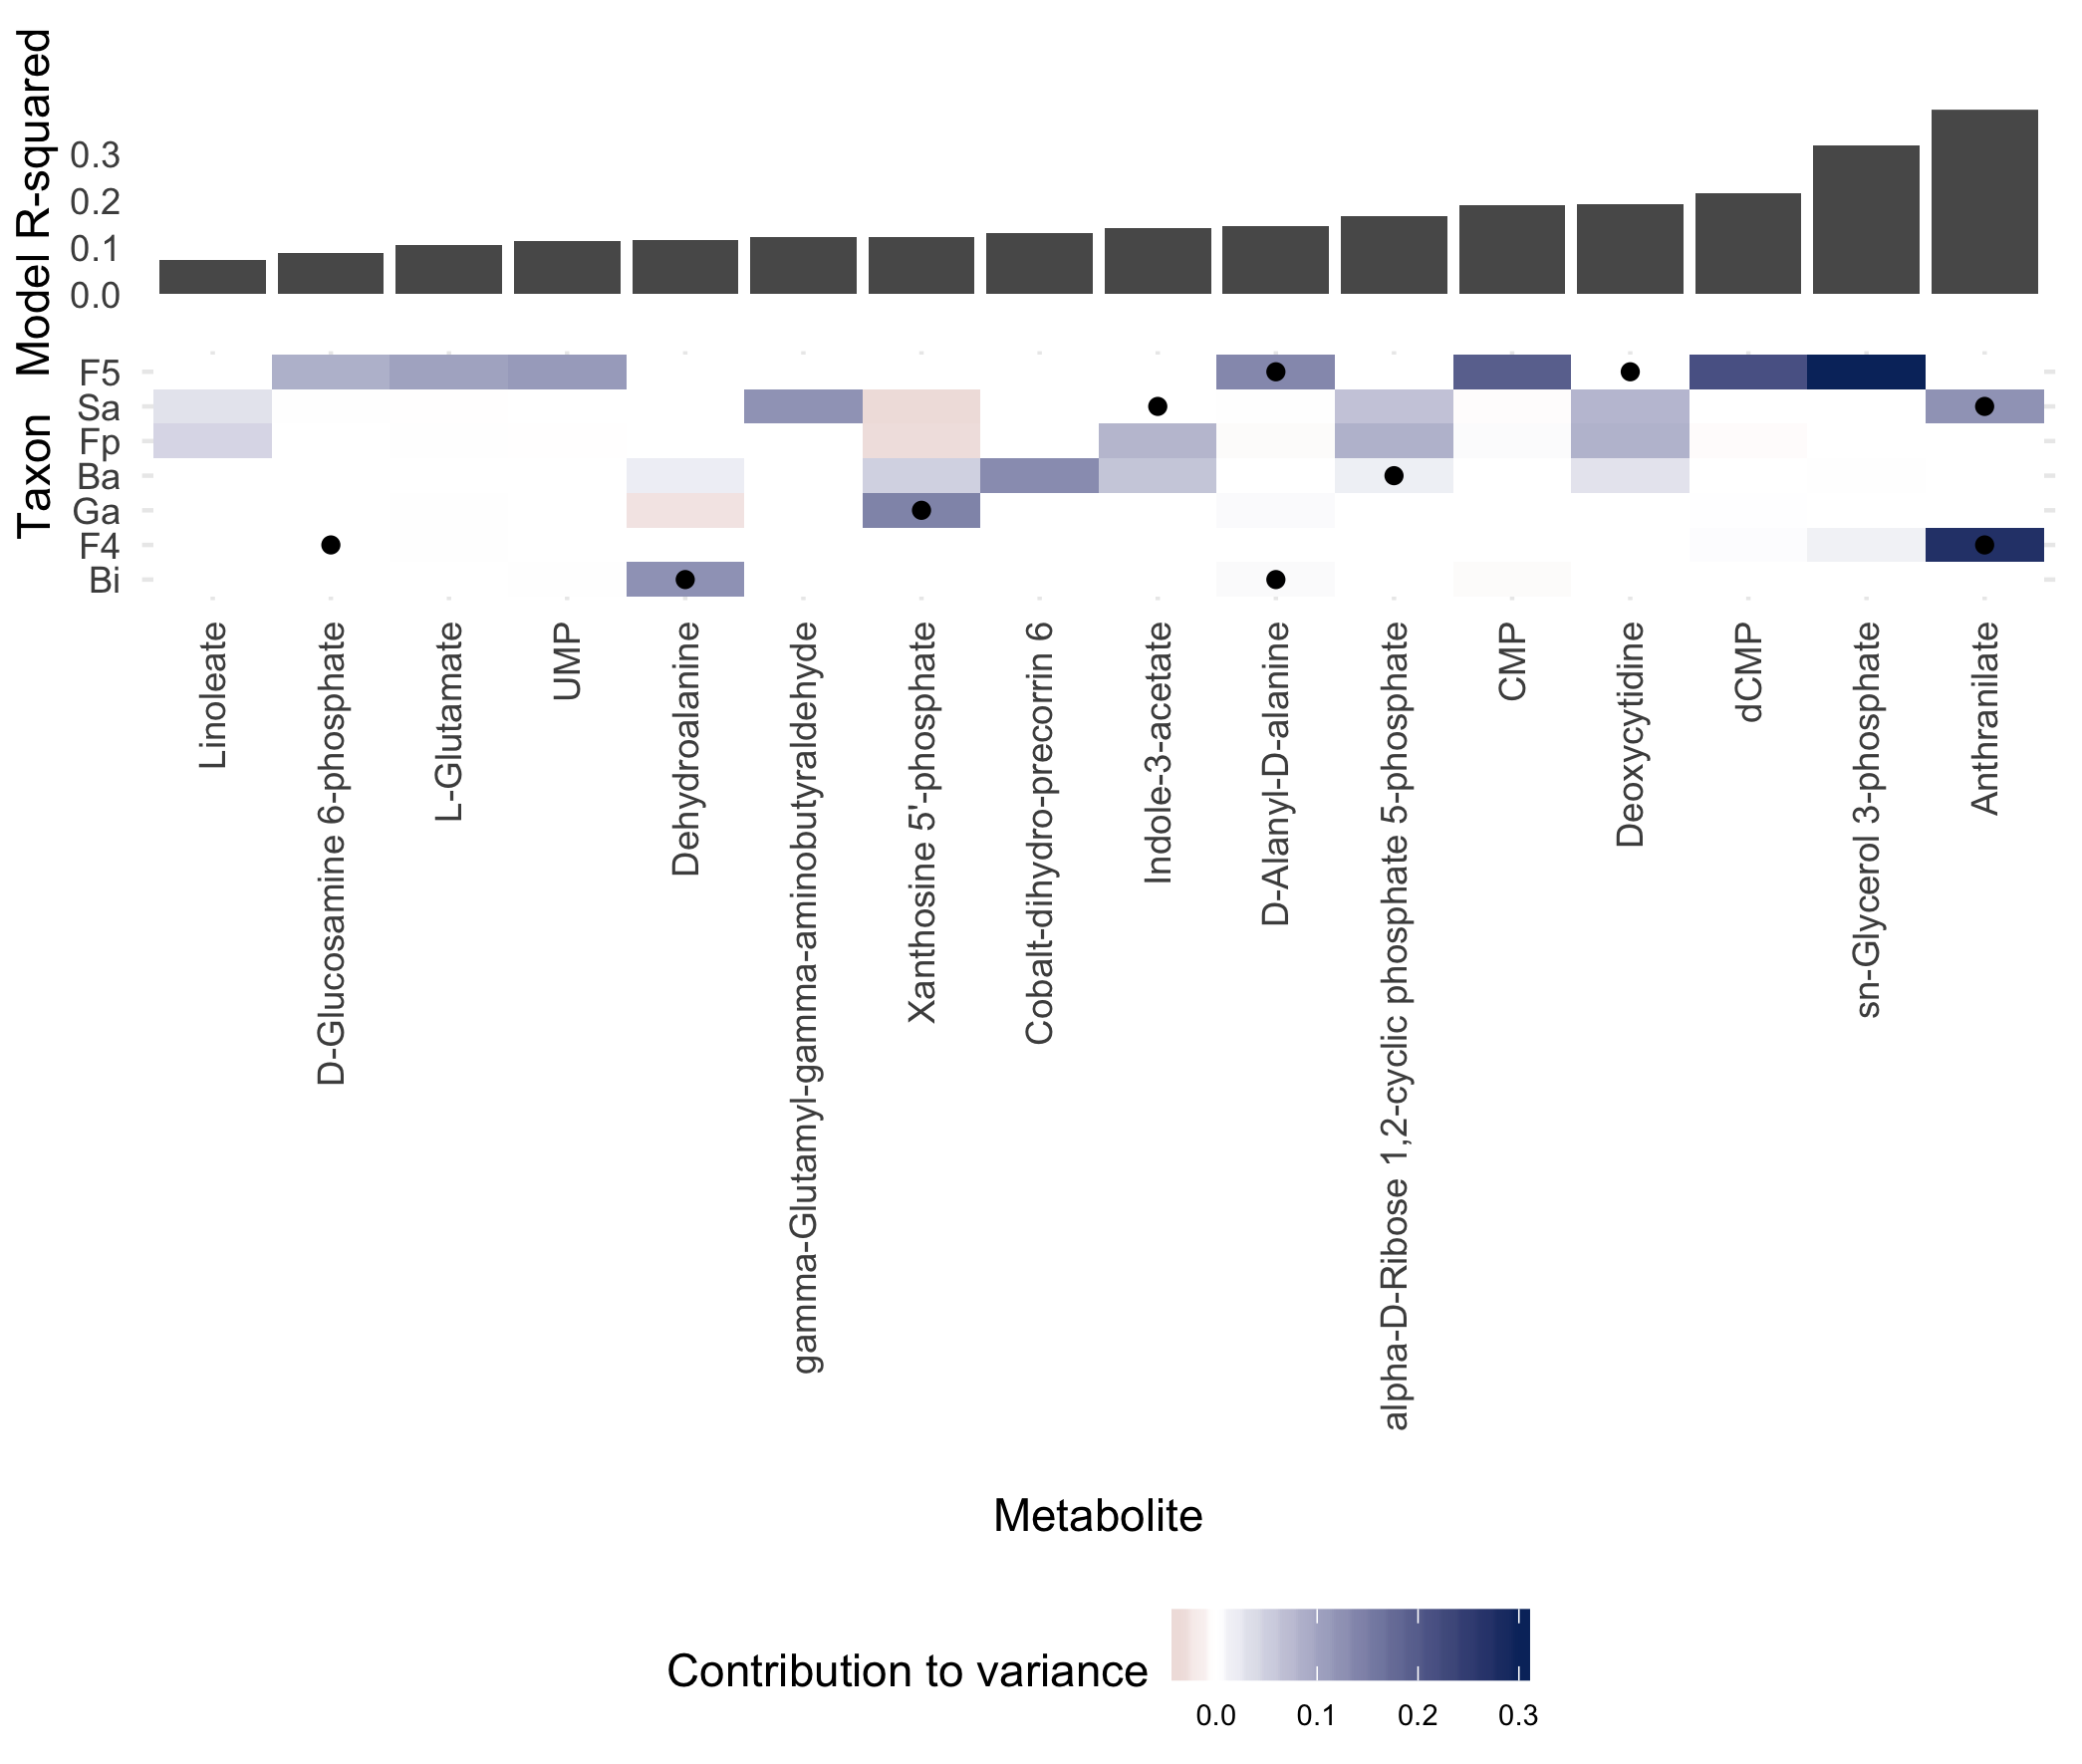 Model R-squared
0.3
0.2
0.1
0.0
Taxon
F5
Sa
Fp
Ba
Ga
F4
Bi
Linoleate
D-Glucosamine 6-phosphate
L-Glutamate
UMP
Dehydroalanine
gamma-Glutamyl-gamma-aminobutyraldehyde
Xanthosine 5'-phosphate
Cobalt-dihydro-precorrin 6
Indole-3-acetate
D-Alanyl-D-alanine
alpha-D-Ribose 1,2-cyclic phosphate 5-phosphate
CMP
Deoxycytidine
dCMP
sn-Glycerol 3-phosphate
Anthranilate
Metabolite
Contribution to variance
0.0 0.1 0.2 0.3